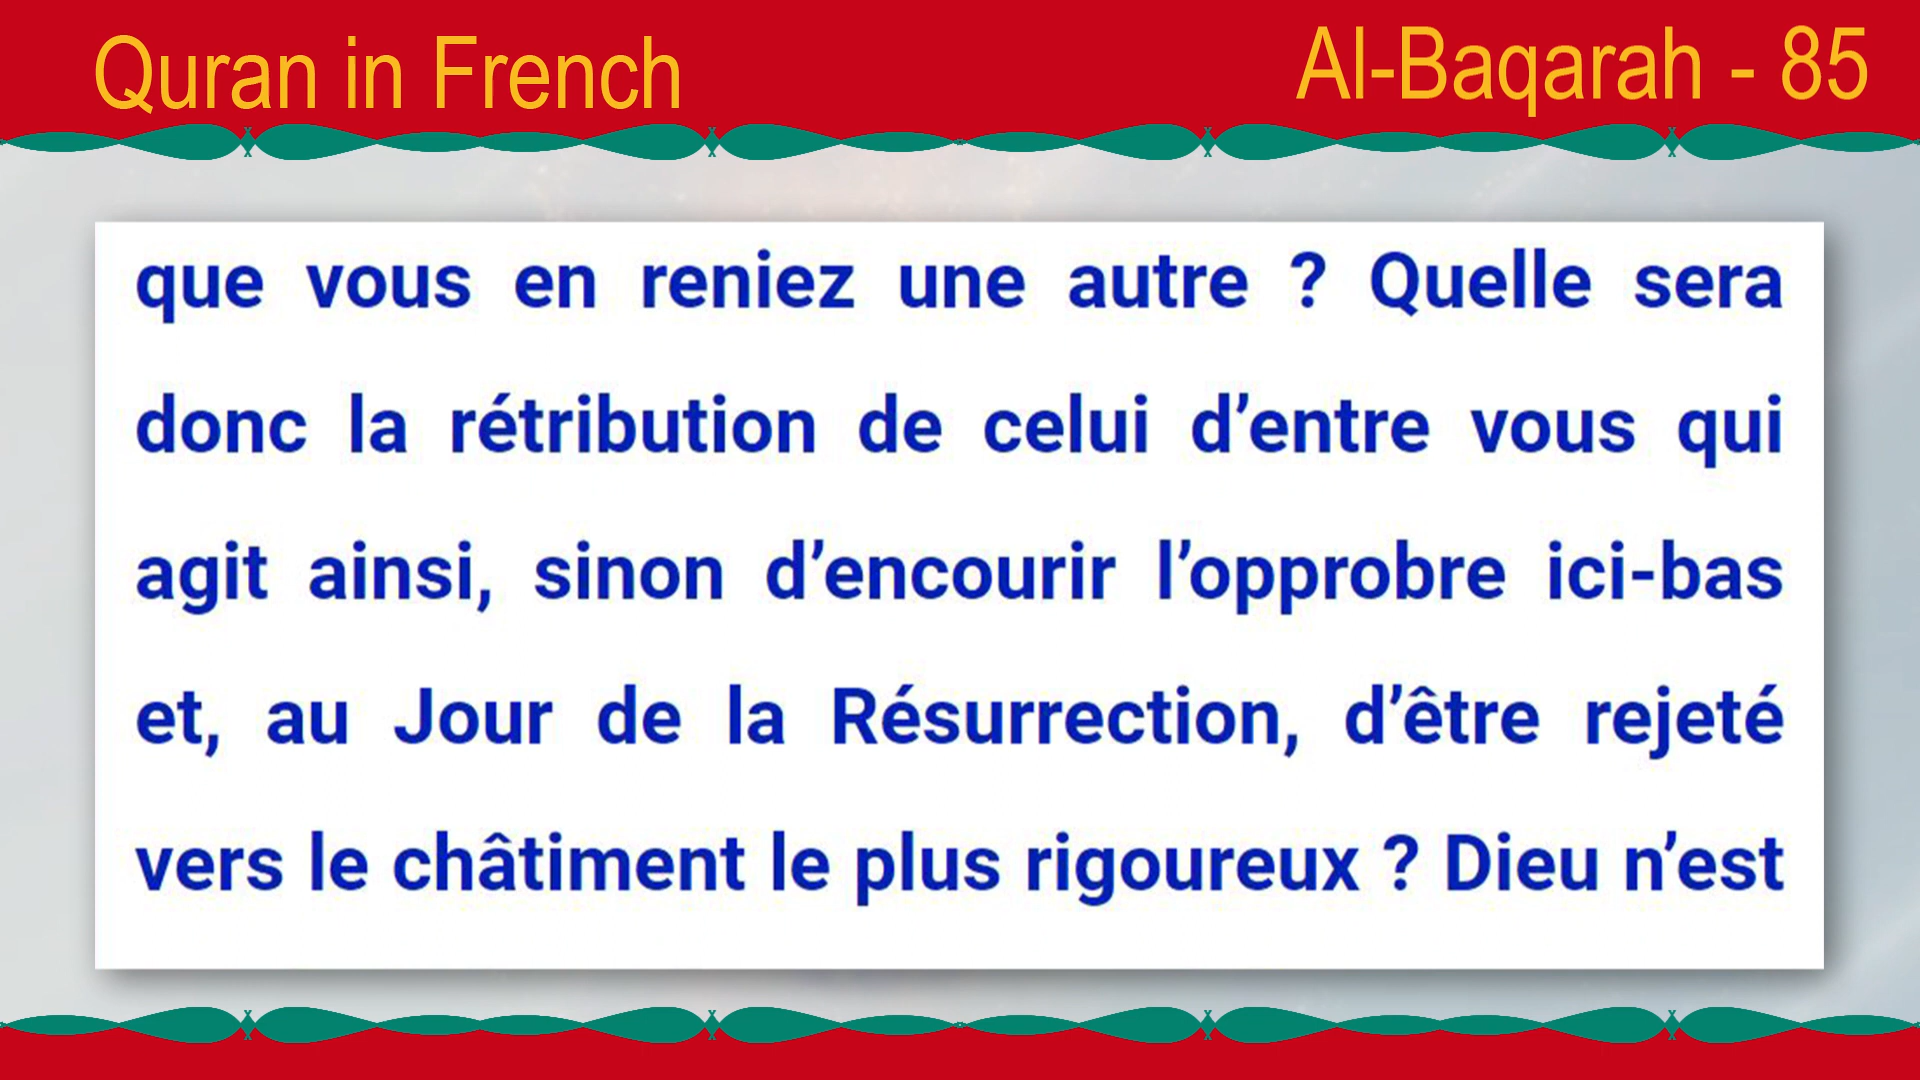 Quran in French
Al-Baqarah - 85
que vous en reniez une autre ? Quelle sera
donc la rétribution de celui d’entre vous qui
agit ainsi, sinon d’encourir l’opprobre ici-bas
et, au Jour de la Résurrection, d’être rejeté
vers le châtiment le plus rigoureux ? Dieu n’est